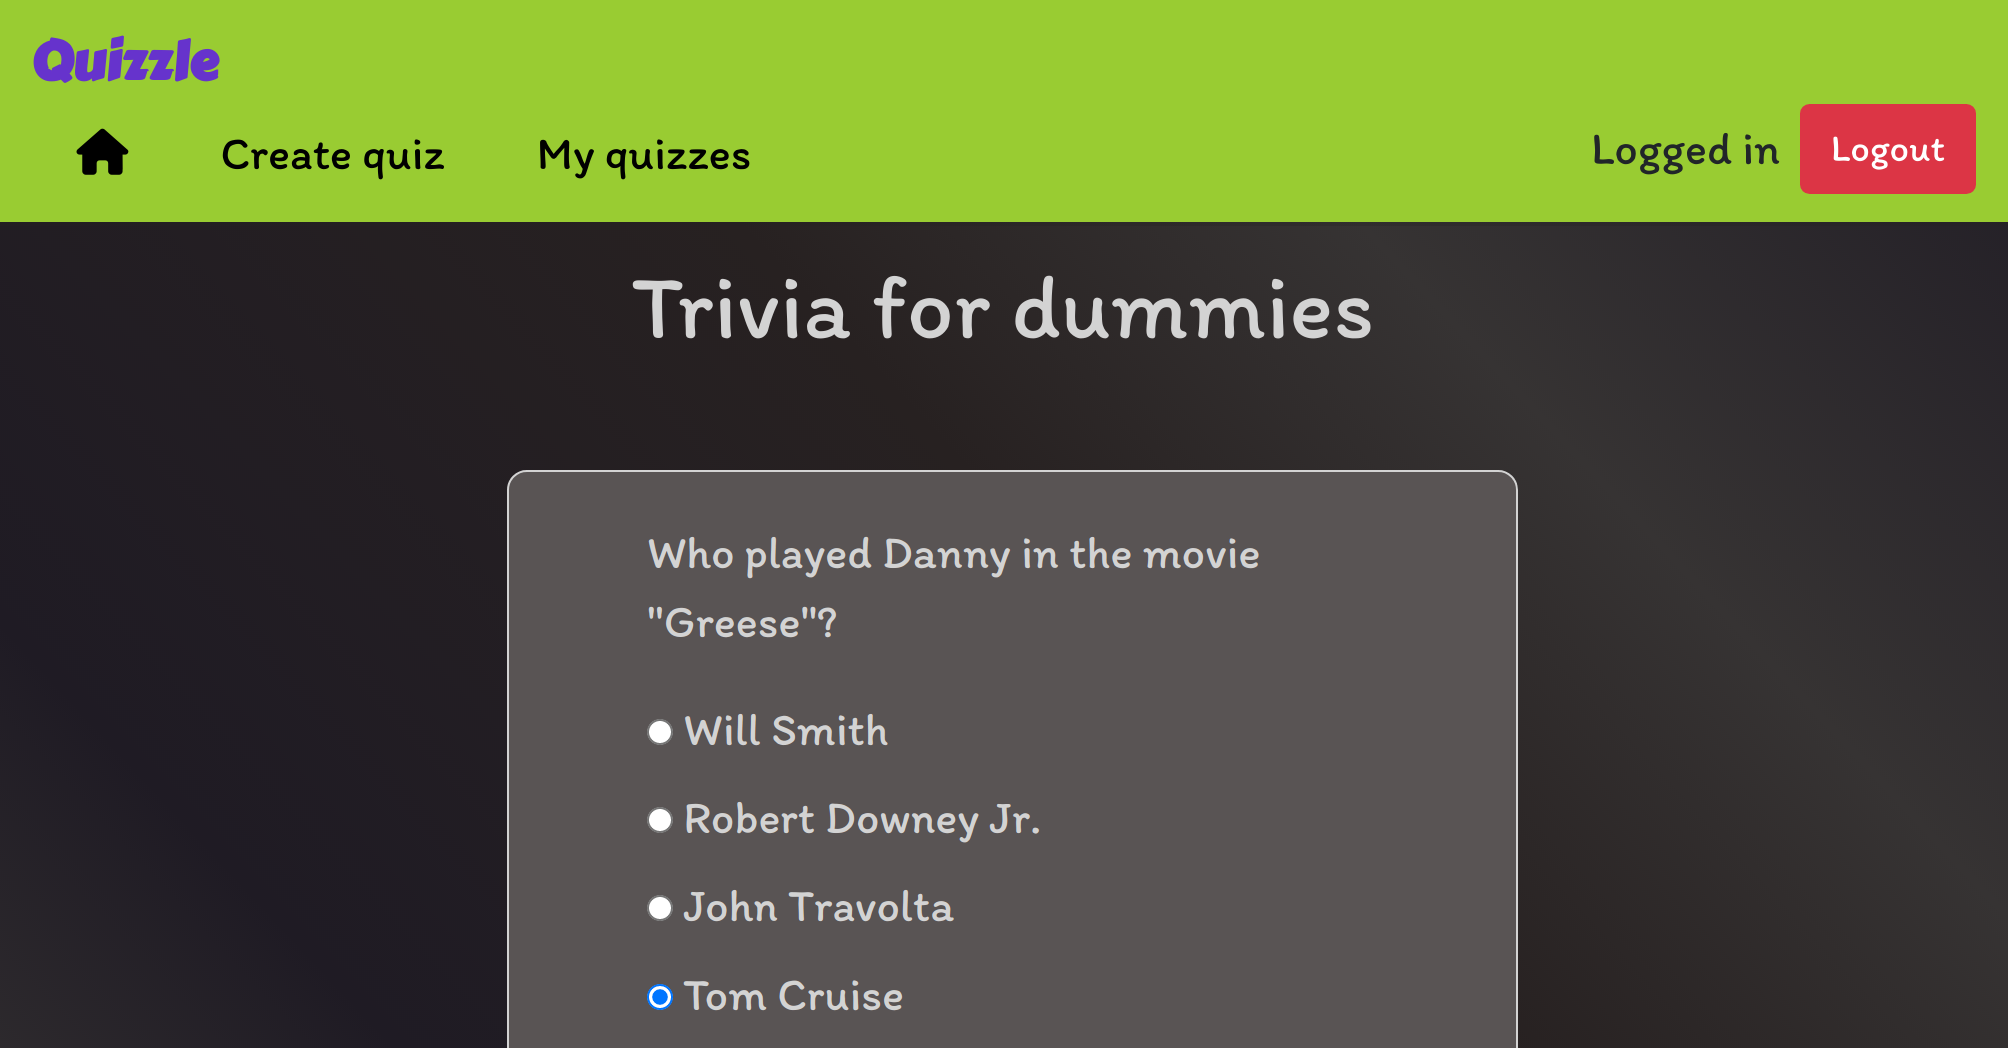 Quizzle
Create quiz
My quizzes
Logged in
Logout
Trivia for dummies
Who played Danny in the movie
"Greese"?
Will Smith
Robert Downey Jr.
John Travolta
Tom Cruise